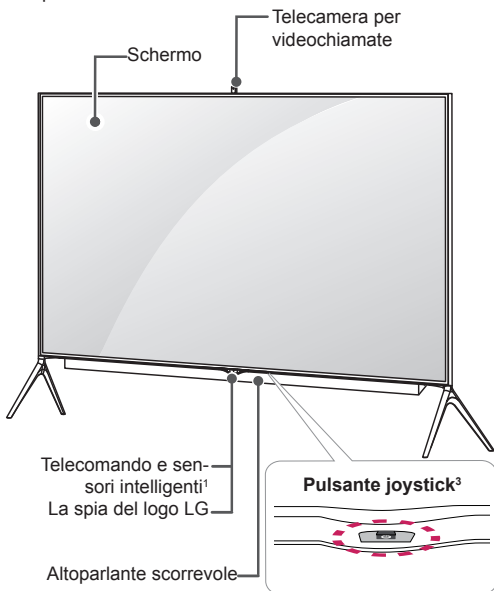 Telecamera per
videochiamate
Schermo
Telecomando e sen-
sori intelligenti¹
La spia del logo LG
Pulsante joystick³
Altoparlante scorrevole